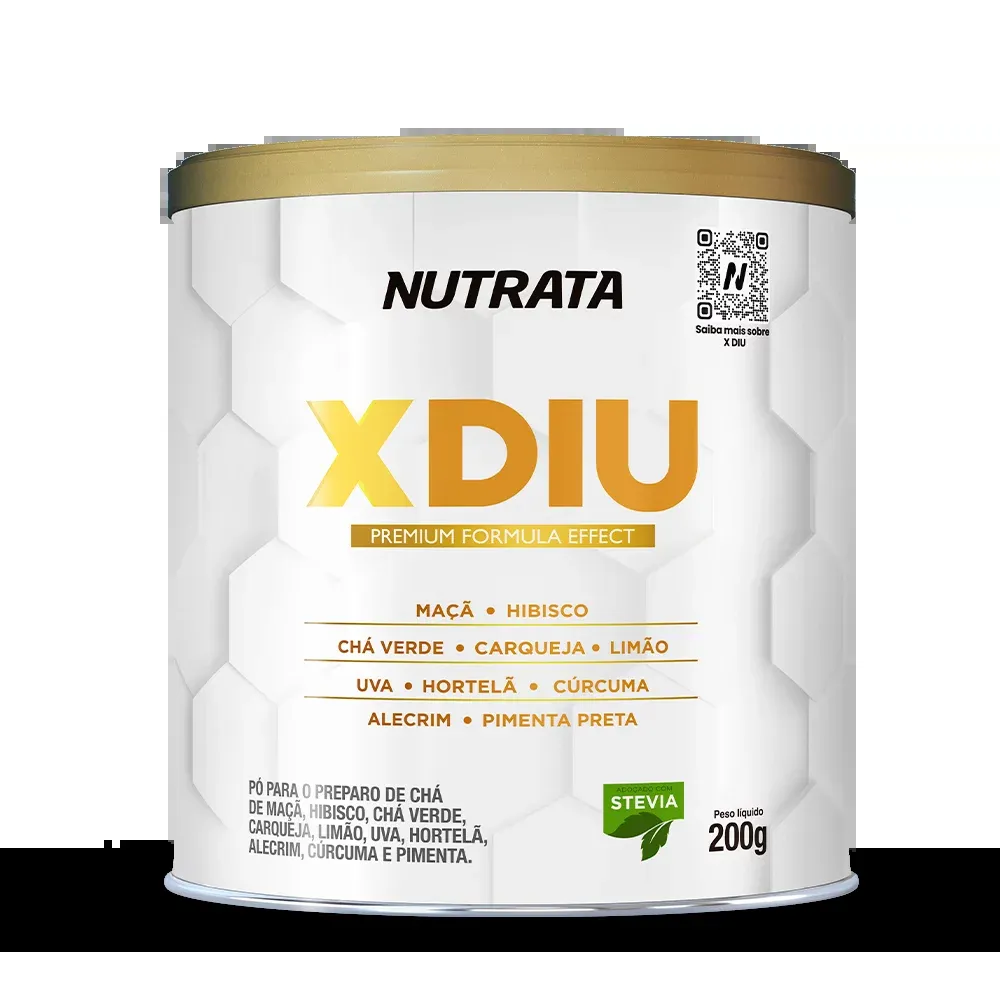 NUTRATA
Saiba mais sobre
X DIU
XDIU
PREMIUM FORMULA EFFECT
MAÇÃ • HIBISCO
CHÁ VERDE • CARQUEJA • LIMÃO
UVA • HORTELÃ • CÚRCUMA
ALECRIM • PIMENTA PRETA
PÓ PARA O PREPARO DE CHÁ
DE MAÇÃ, HIBISCO, CHÁ VERDE,
CARQUEJA, LIMÃO, UVA, HORTELÃ,
ALECRIM, CÚRCUMA E PIMENTA.
ADOÇADO COM
STEVIA
Peso líquido
200g